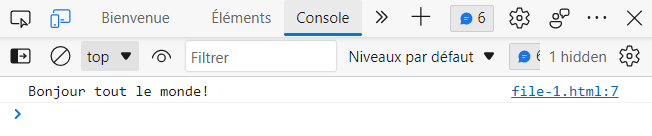 Bienvenue Éléments Console 6
top Filtrer Niveaux par défaut 6 1 hidden
Bonjour tout le monde! file-1.html:7